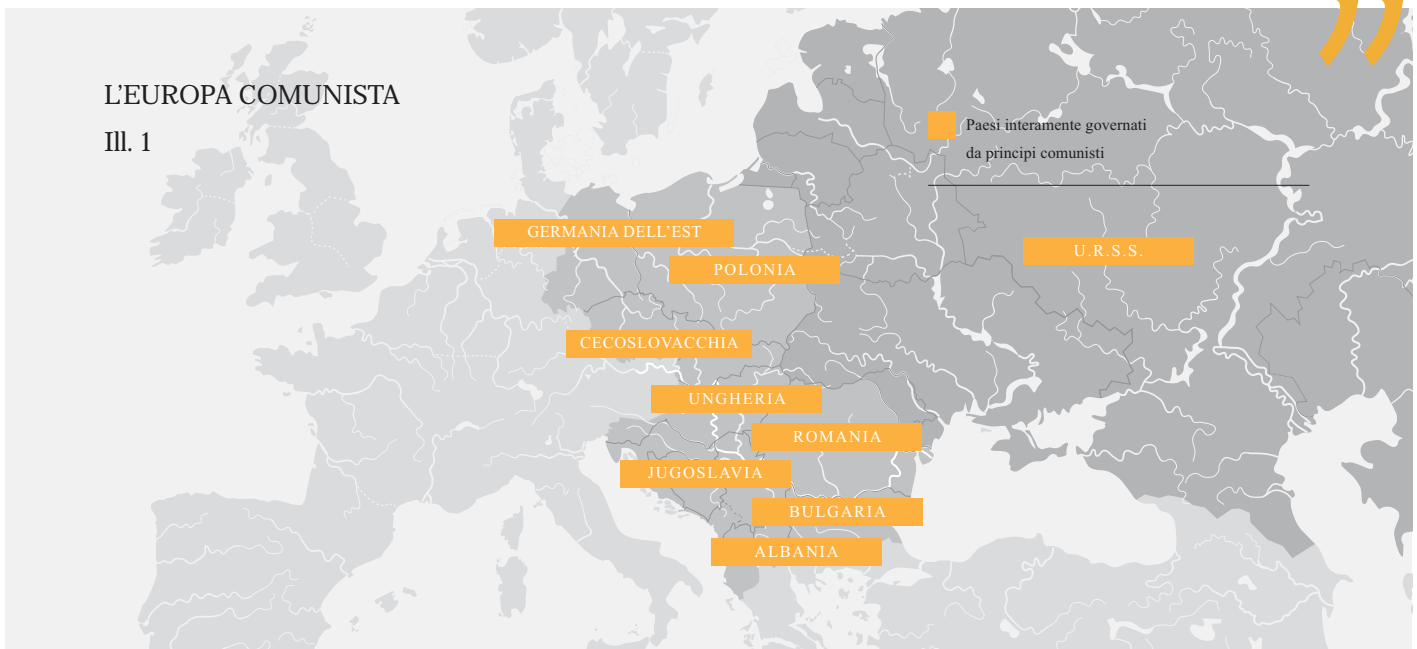 ”
L’EUROPA COMUNISTA
Ill. 1
Paesi interamente governati
da principi comunisti
GERMANIA DELL’EST
U.R.S.S.
POLONIA
CECOSLOVACCHIA
UNGHERIA
ROMANIA
JUGOSLAVIA
BULGARIA
ALBANIA